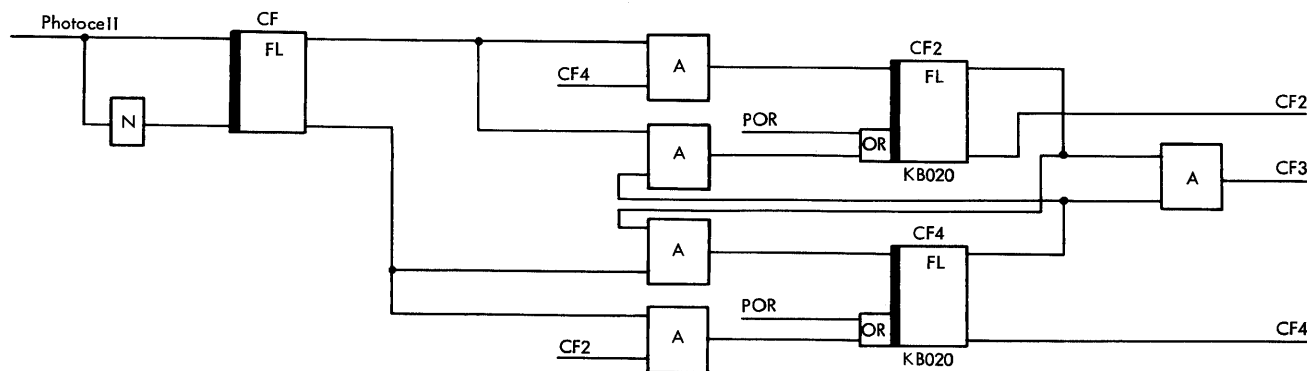 Photocell
CF
FL
N
A
CF4
CF2
FL
CF2
POR
OR
A
KB020
A
CF3
A
CF4
FL
POR
OR
A
CF2
KB020
CF4